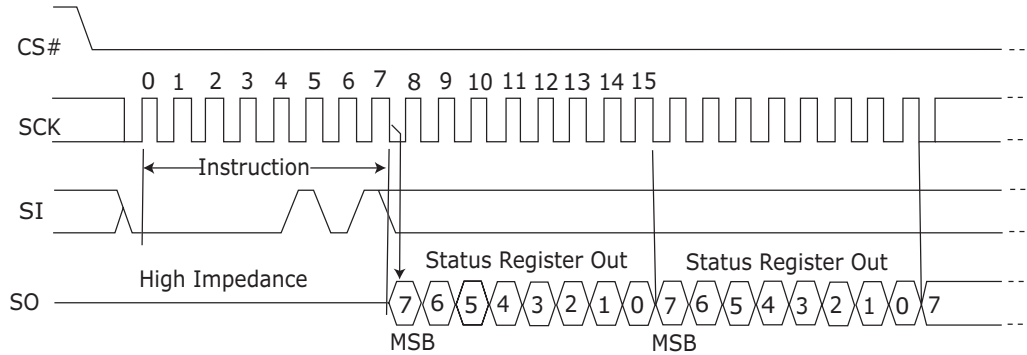 CS#
0 1 2 3 4 5 6 7 8 9 10 11 12 13 14 15
SCK
Instruction
SI
High Impedance
Status Register Out Status Register Out
SO
7 6 5 4 3 2 1 0 7 6 5 4 3 2 1 0 7
MSB MSB